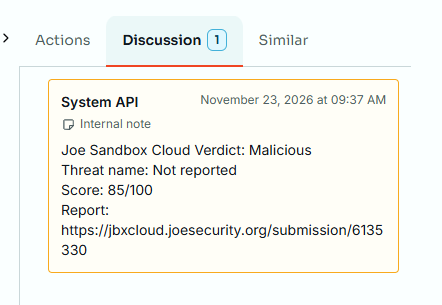 Actions
Discussion 1
Similar
System API
November 23, 2026 at 09:37 AM
Internal note
Joe Sandbox Cloud Verdict: Malicious
Threat name: Not reported
Score: 85/100
Report:
https://jbxcloud.joesecurity.org/submission/6135
330